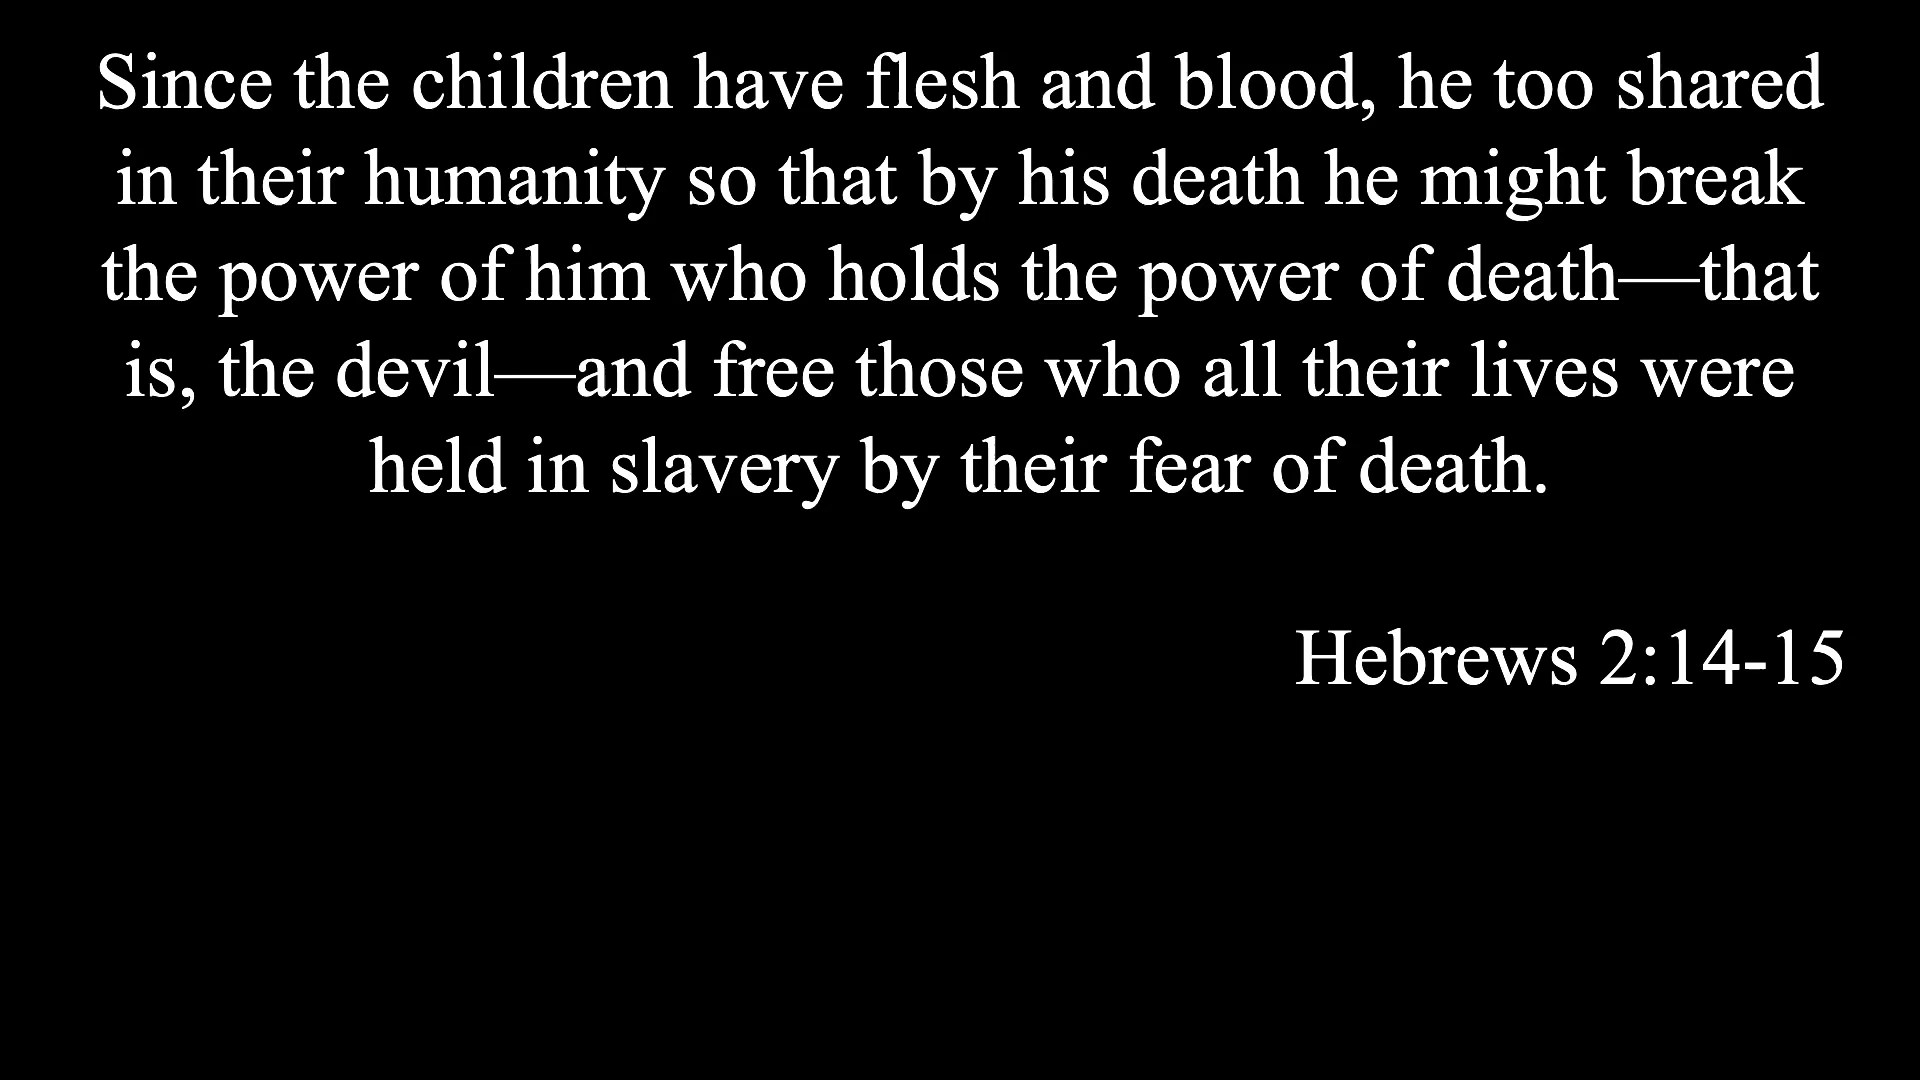 Since the children have flesh and blood, he too shared
in their humanity so that by his death he might break
the power of him who holds the power of death—that
is, the devil—and free those who all their lives were
held in slavery by their fear of death.
Hebrews 2:14-15